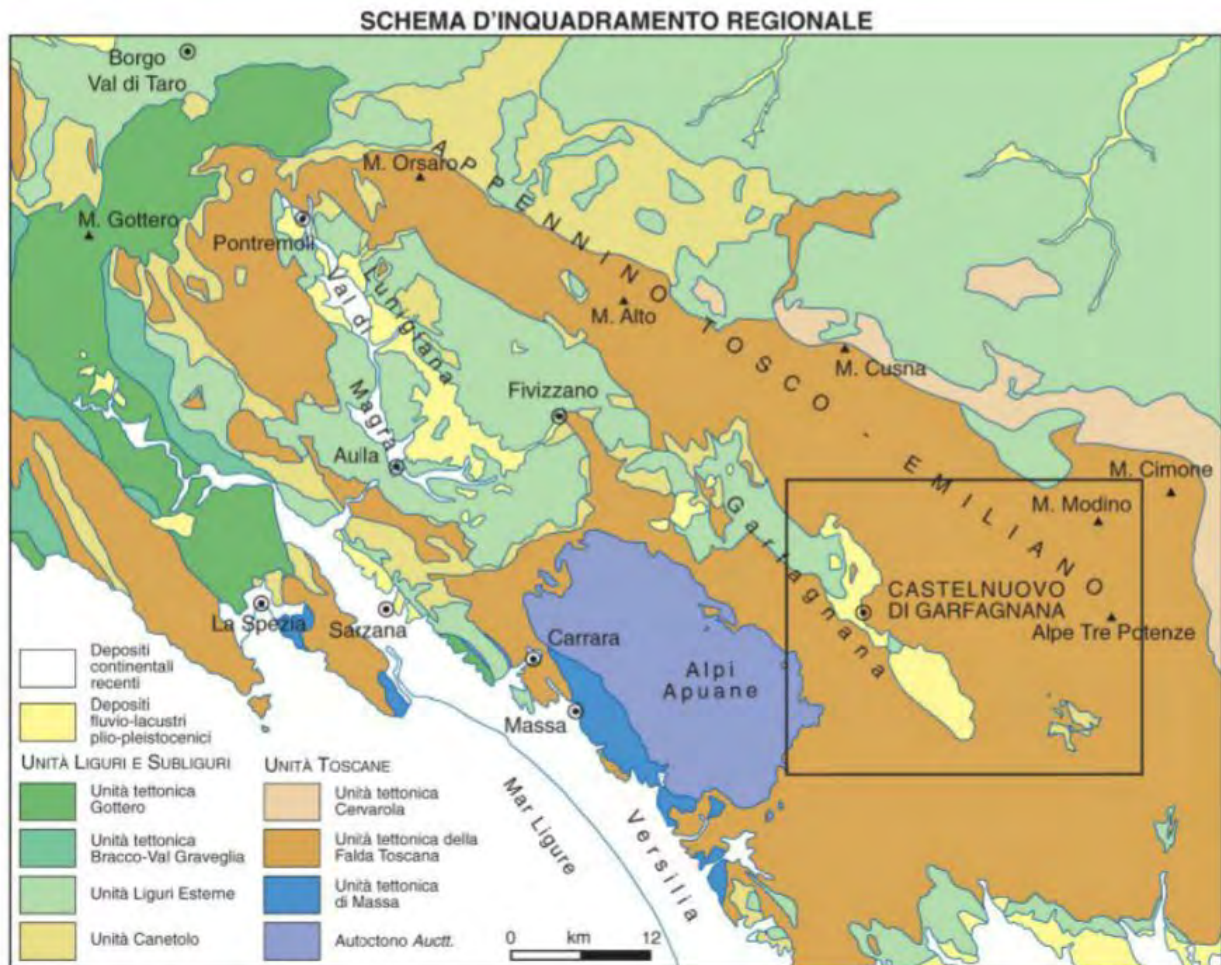 SCHEMA D'INQUADRAMENTO REGIONALE
Borgo
Val di Taro
M. Orsaro
APPENNINO TOSCO - EMILIANO
M. Gottero
Pontremoli
Val di Magra
Lunigiana
M. Alto
M. Cusna
Fivizzano
Aulla
M. Cimone
M. Modino
Garfagnana
CASTELNUOVO
DI GARFAGNANA
Alpe Tre Potenze
La Spezia
Sarzana
Carrara
Alpi
Apuane
Massa
Mar Ligure
Versilia
Depositi
continentali
recenti
Depositi
fluvio-lacustri
plio-pleistocenici
UNITÀ LIGURI E SUBLIGURI
Unità tettonica
Gottero
Unità tettonica
Bracco-Val Graveglia
Unità Liguri Esterne
Unità Canetolo
UNITÀ TOSCANE
Unità tettonica
Cervarola
Unità tettonica della
Falda Toscana
Unità tettonica
di Massa
Autoctono Auctt.
0 km 12